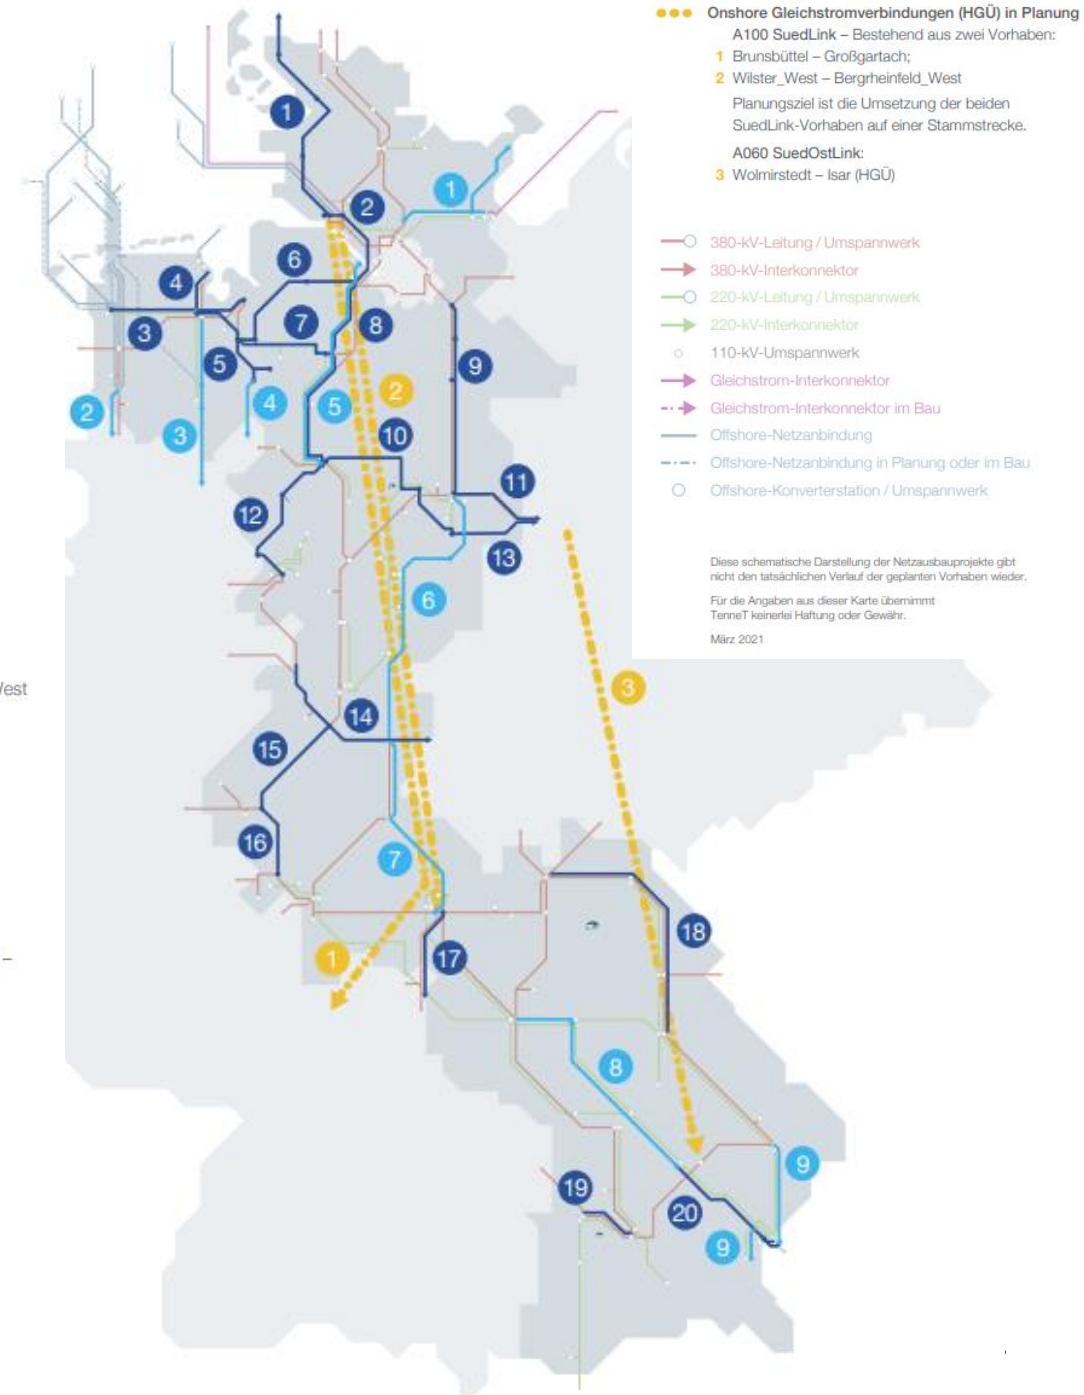 Onshore Gleichstromverbindungen (HGÜ) in Planung
A100 SuedLink – Bestehend aus zwei Vorhaben:
1 Brunsbüttel – Großgartach;
2 Wilster_West – Bergrheinfeld_West
Planungsziel ist die Umsetzung der beiden
SuedLink-Vorhaben auf einer Stammstrecke.
A060 SuedOstLink:
3 Wolmirstedt – Isar (HGÜ)
380-kV-Leitung / Umspannwerk
380-kV-Interkonnektor
220-kV-Leitung / Umspannwerk
220-kV-Interkonnektor
110-kV-Umspannwerk
Gleichstrom-Interkonnektor
Gleichstrom-Interkonnektor im Bau
Offshore-Netzanbindung
Offshore-Netzanbindung in Planung oder im Bau
Offshore-Konverterstation / Umspannwerk
Diese schematische Darstellung der Netzausbauprojekte gibt
nicht den tatsächlichen Verlauf der geplanten Vorhaben wieder.
Für die Angaben aus dieser Karte übernimmt
TenneT keinerlei Haftung oder Gewähr.
März 2021
1
1
2
6
4
7
8
3
5
9
2
4
5
2
3
10
11
12
13
6
3
West
14
15
16
7
18
1
17
–
8
9
19
20
9